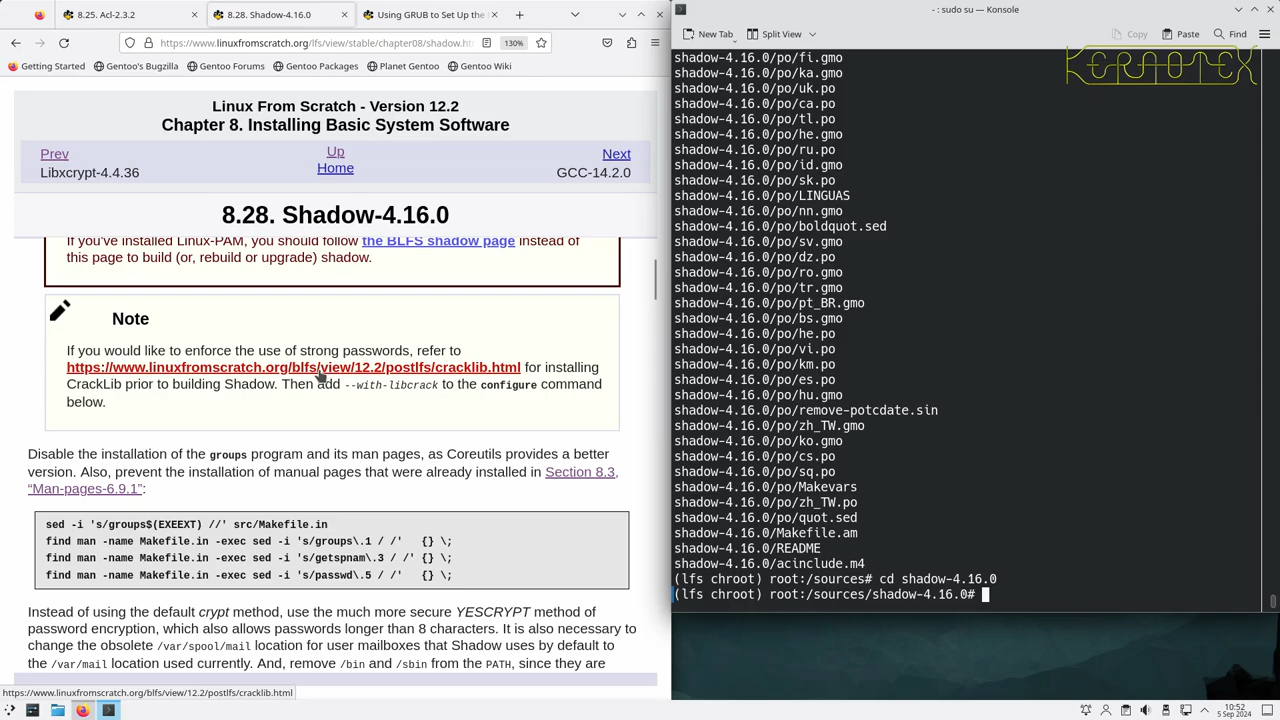 8.25. Acl-2.3.2
8.28. Shadow-4.16.0
Using GRUB to Set Up the
https://www.linuxfromscratch.org/lfs/view/stable/chapter08/shadow.ht
130%
Getting Started
Gentoo's Bugzilla
Gentoo Forums
Gentoo Packages
Planet Gentoo
Gentoo Wiki
Linux From Scratch - Version 12.2
Chapter 8. Installing Basic System Software
Prev
Up
Next
Libxcrypt-4.4.36
Home
GCC-14.2.0
8.28. Shadow-4.16.0
If you've installed Linux-PAM, you should follow the BLFS shadow page instead of
this page to build (or, rebuild or upgrade) shadow.
Note
If you would like to enforce the use of strong passwords, refer to
https://www.linuxfromscratch.org/blfs/view/12.2/postlfs/cracklib.html for installing
CrackLib prior to building Shadow. Then add --with-libcrack to the configure command
below.
Disable the installation of the groups program and its man pages, as Coreutils provides a better
version. Also, prevent the installation of manual pages that were already installed in Section 8.3,
“Man-pages-6.9.1”:
sed -i 's/groups$(EXEEXT) //' src/Makefile.in
find man -name Makefile.in -exec sed -i 's/groups\.1 / /'   {} \;
find man -name Makefile.in -exec sed -i 's/getspnam\.3 / /' {} \;
find man -name Makefile.in -exec sed -i 's/passwd\.5 / /'   {} \;
Instead of using the default crypt method, use the much more secure YESCRYPT method of
password encryption, which also allows passwords longer than 8 characters. It is also necessary to
change the obsolete /var/spool/mail location for user mailboxes that Shadow uses by default to
the /var/mail location used currently. And, remove /bin and /sbin from the PATH, since they are
https://www.linuxfromscratch.org/blfs/view/12.2/postlfs/cracklib.html
- : sudo su — Konsole
New Tab
Split View
Copy
Paste
Find
KERNOTEX
shadow-4.16.0/po/fi.gmo
shadow-4.16.0/po/ka.gmo
shadow-4.16.0/po/uk.po
shadow-4.16.0/po/ca.po
shadow-4.16.0/po/tl.po
shadow-4.16.0/po/he.gmo
shadow-4.16.0/po/ru.po
shadow-4.16.0/po/id.gmo
shadow-4.16.0/po/sk.po
shadow-4.16.0/po/LINGUAS
shadow-4.16.0/po/nn.gmo
shadow-4.16.0/po/boldquot.sed
shadow-4.16.0/po/sv.gmo
shadow-4.16.0/po/dz.po
shadow-4.16.0/po/ro.gmo
shadow-4.16.0/po/tr.gmo
shadow-4.16.0/po/pt_BR.gmo
shadow-4.16.0/po/bs.gmo
shadow-4.16.0/po/he.po
shadow-4.16.0/po/vi.po
shadow-4.16.0/po/km.po
shadow-4.16.0/po/es.po
shadow-4.16.0/po/hu.gmo
shadow-4.16.0/po/remove-potcdate.sin
shadow-4.16.0/po/zh_TW.gmo
shadow-4.16.0/po/ko.gmo
shadow-4.16.0/po/cs.po
shadow-4.16.0/po/sq.po
shadow-4.16.0/po/Makevars
shadow-4.16.0/po/zh_TW.po
shadow-4.16.0/po/quot.sed
shadow-4.16.0/po/Makefile.am
shadow-4.16.0/README
shadow-4.16.0/acinclude.m4
(lfs chroot) root:/sources# cd shadow-4.16.0
(lfs chroot) root:/sources/shadow-4.16.0#
10:52
5 Sep 2024